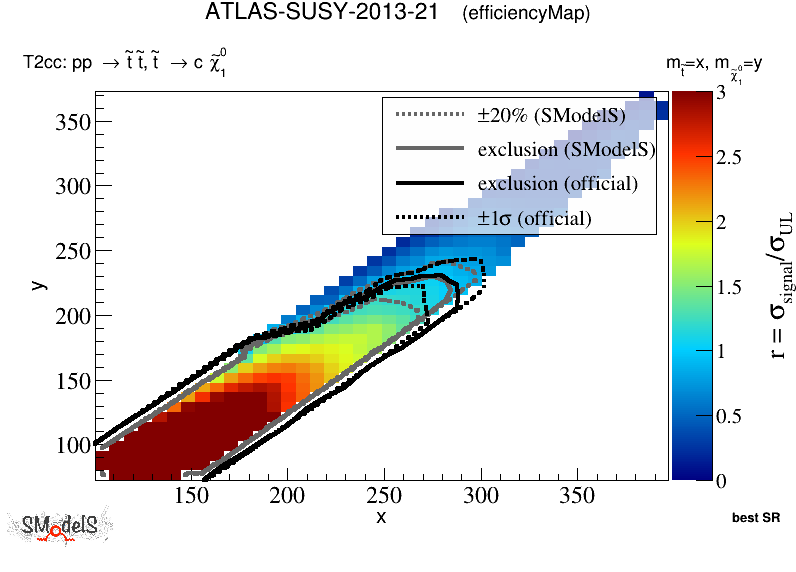 ATLAS-SUSY-2013-21 (efficiencyMap)
T2cc: pp → t̃ t̃, t̃ → c χ̃₁⁰
m_t̃=x, m_χ̃₁⁰=y
±20% (SModelS)
exclusion (SModelS)
exclusion (official)
±1σ (official)
350
300
250
200
150
100
y
150 200 250 300 350
x
3
2.5
2
1.5
1
0.5
0
r = σ_signal/σ_UL
best SR
SModelS